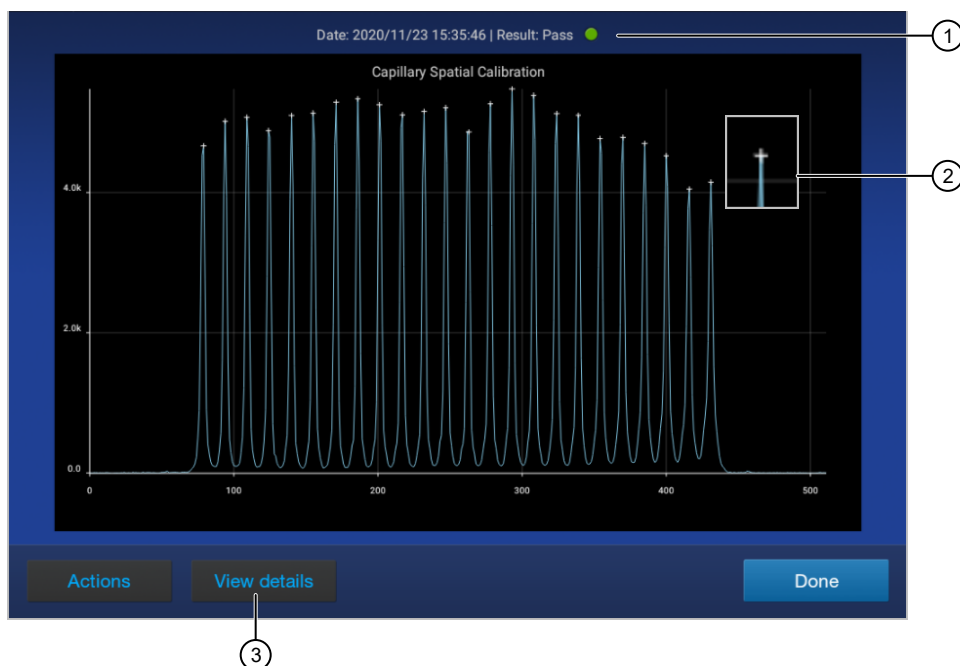 Date: 2020/11/23 15:35:46 | Result: Pass
1
Capillary Spatial Calibration
2
4.0k
2.0k
0.0
0 100 200 300 400 500
Actions View details Done
3